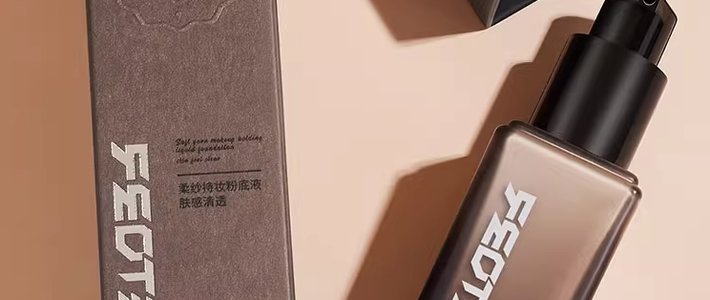 FEOT
Soft yarn makeup holding
liquid foundation
skin feel clear
柔纱持妆粉底液
肤感清透
FEOT